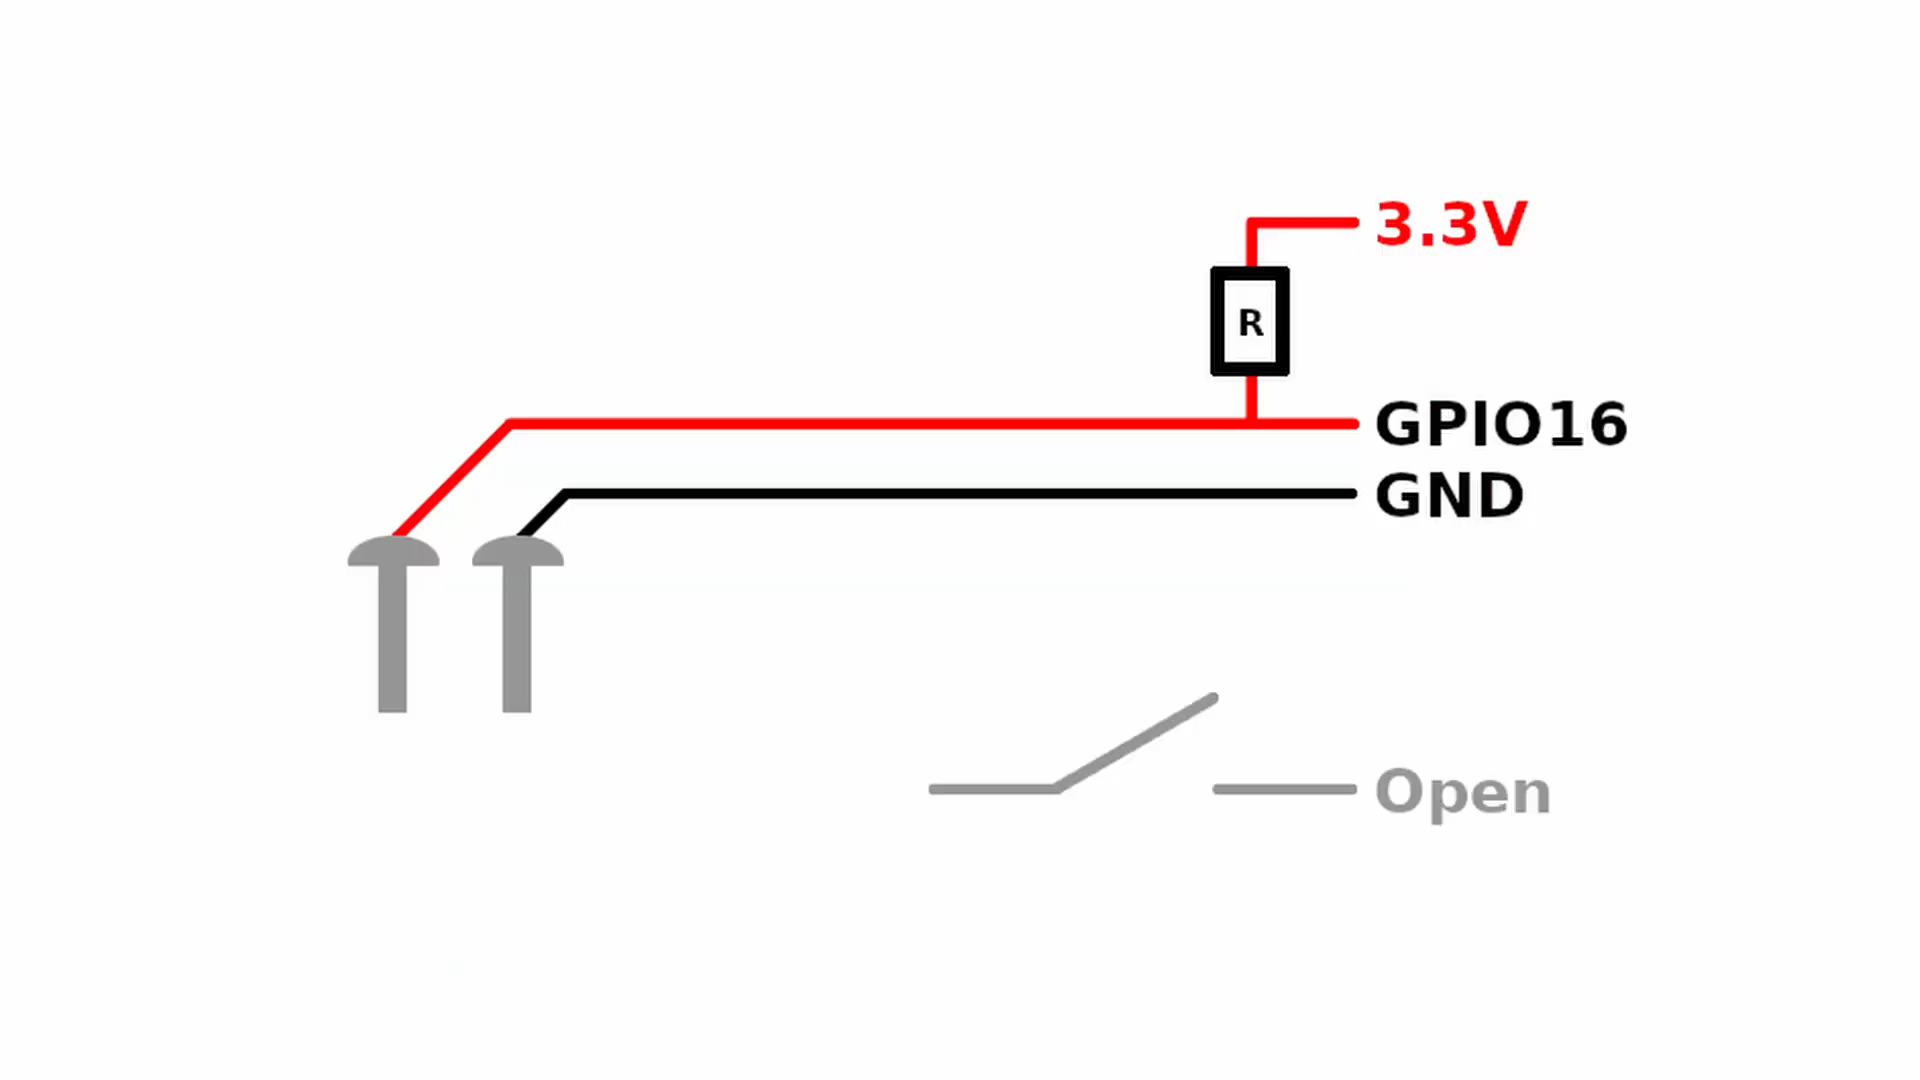 3.3V
R
GPIO16
GND
Open